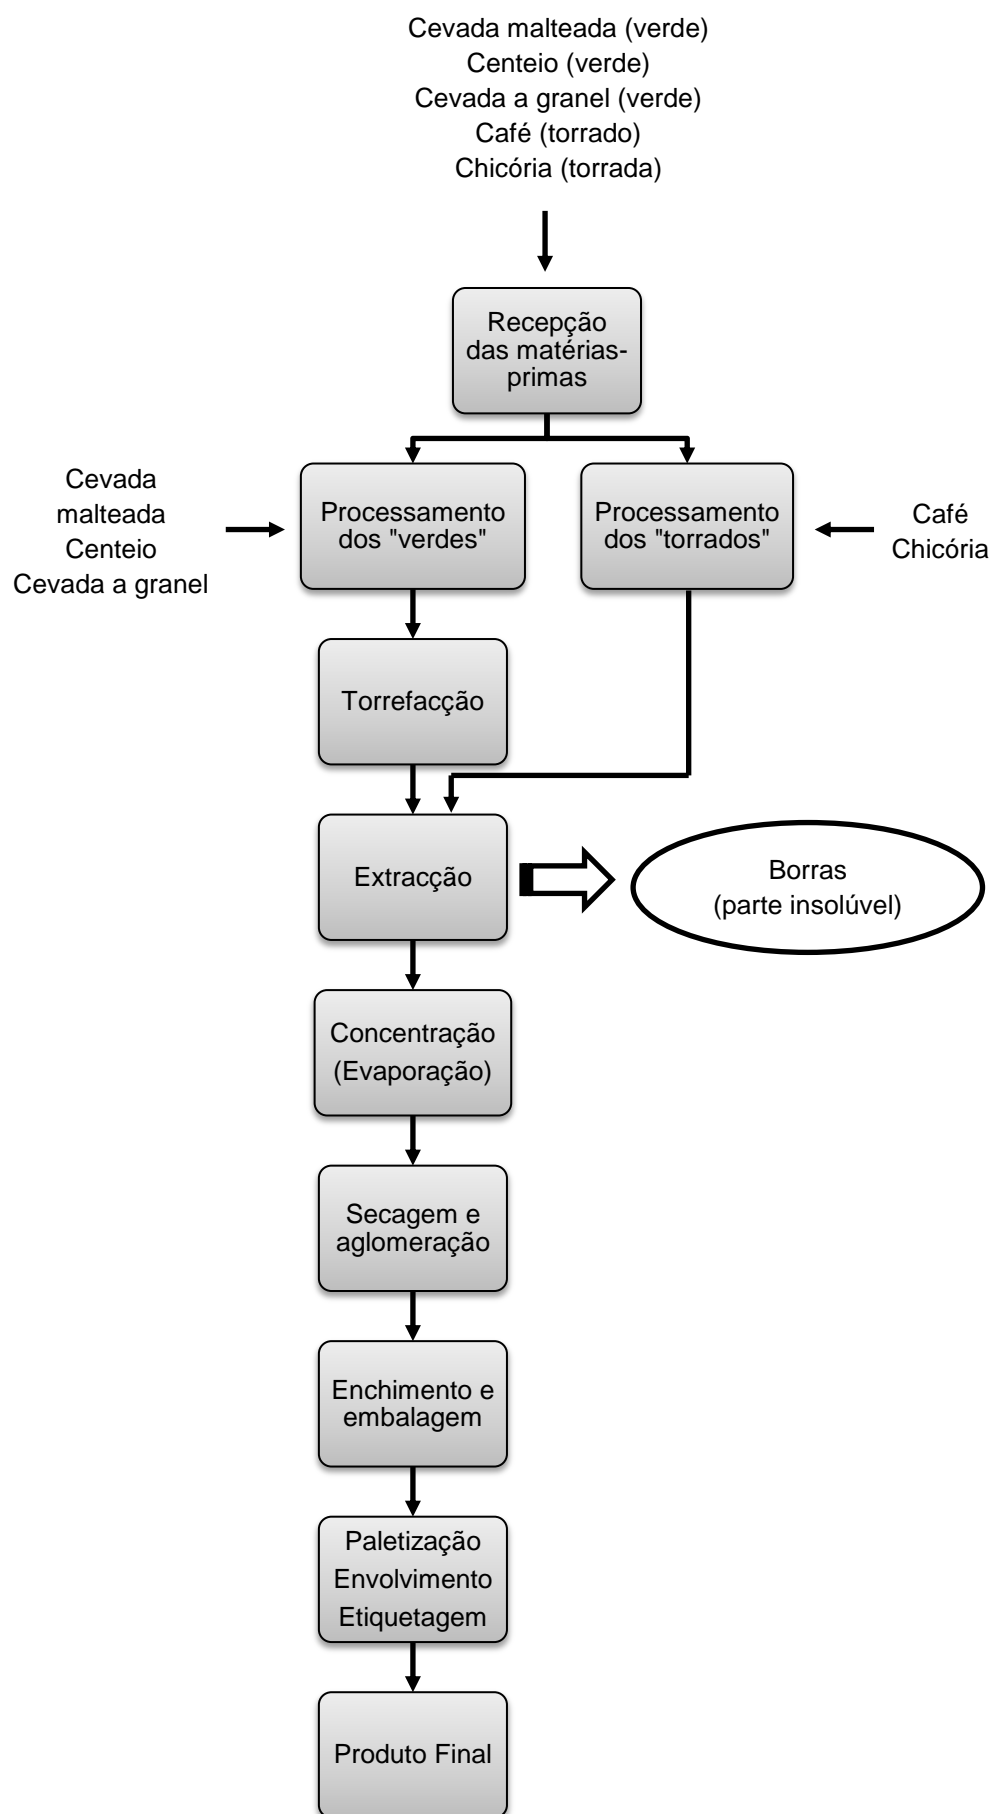 Cevada malteada (verde)
Centeio (verde)
Cevada a granel (verde)
Café (torrado)
Chicória (torrada)
Recepção
das matérias-
primas
Cevada
malteada
Centeio
Cevada a granel
Processamento
dos "verdes"
Processamento
dos "torrados"
Café
Chicória
Torrefacção
Extracção
Borras
(parte insolúvel)
Concentração
(Evaporação)
Secagem e
aglomeração
Enchimento e
embalagem
Paletização
Envolvimento
Etiquetagem
Produto Final